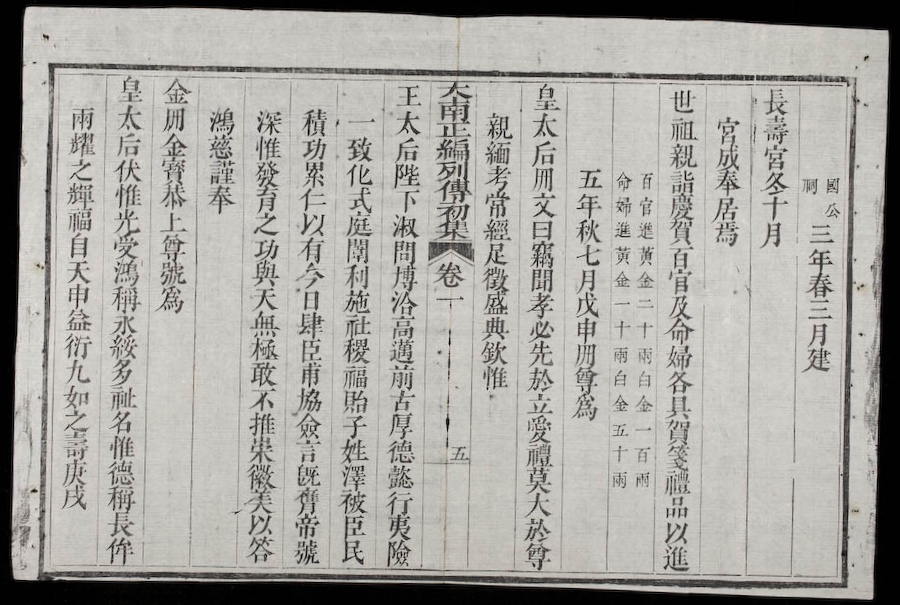 國公
祠
三年春三月建
長壽宮冬十月
宮成奉居焉
世祖親詣慶賀百官及命婦各具賀箋禮品以進
百官進黃金二十兩白金一百兩
命婦進黃金一十兩白金五十兩
五年秋七月戊申冊尊爲
皇太后冊文曰竊聞孝必先於立愛禮莫大於尊
親緬考常經足徵盛典欽惟
大南正編列傳初集 卷一 五
王太后陛下淑問博洽高邁前古厚德懿行夷險
一致化式庭闈利施社稷福貽子姓澤被臣民
積功累仁以有今日肆臣甫協僉言旣膺帝號
深惟發育之功與天無極敢不推崇徽美以答
鴻慈謹奉
金冊金寶恭上尊號爲
皇太后伏惟光受鴻稱永綏多祉名惟德稱長侔
兩耀之輝福自天申益衍九如之壽庚戌